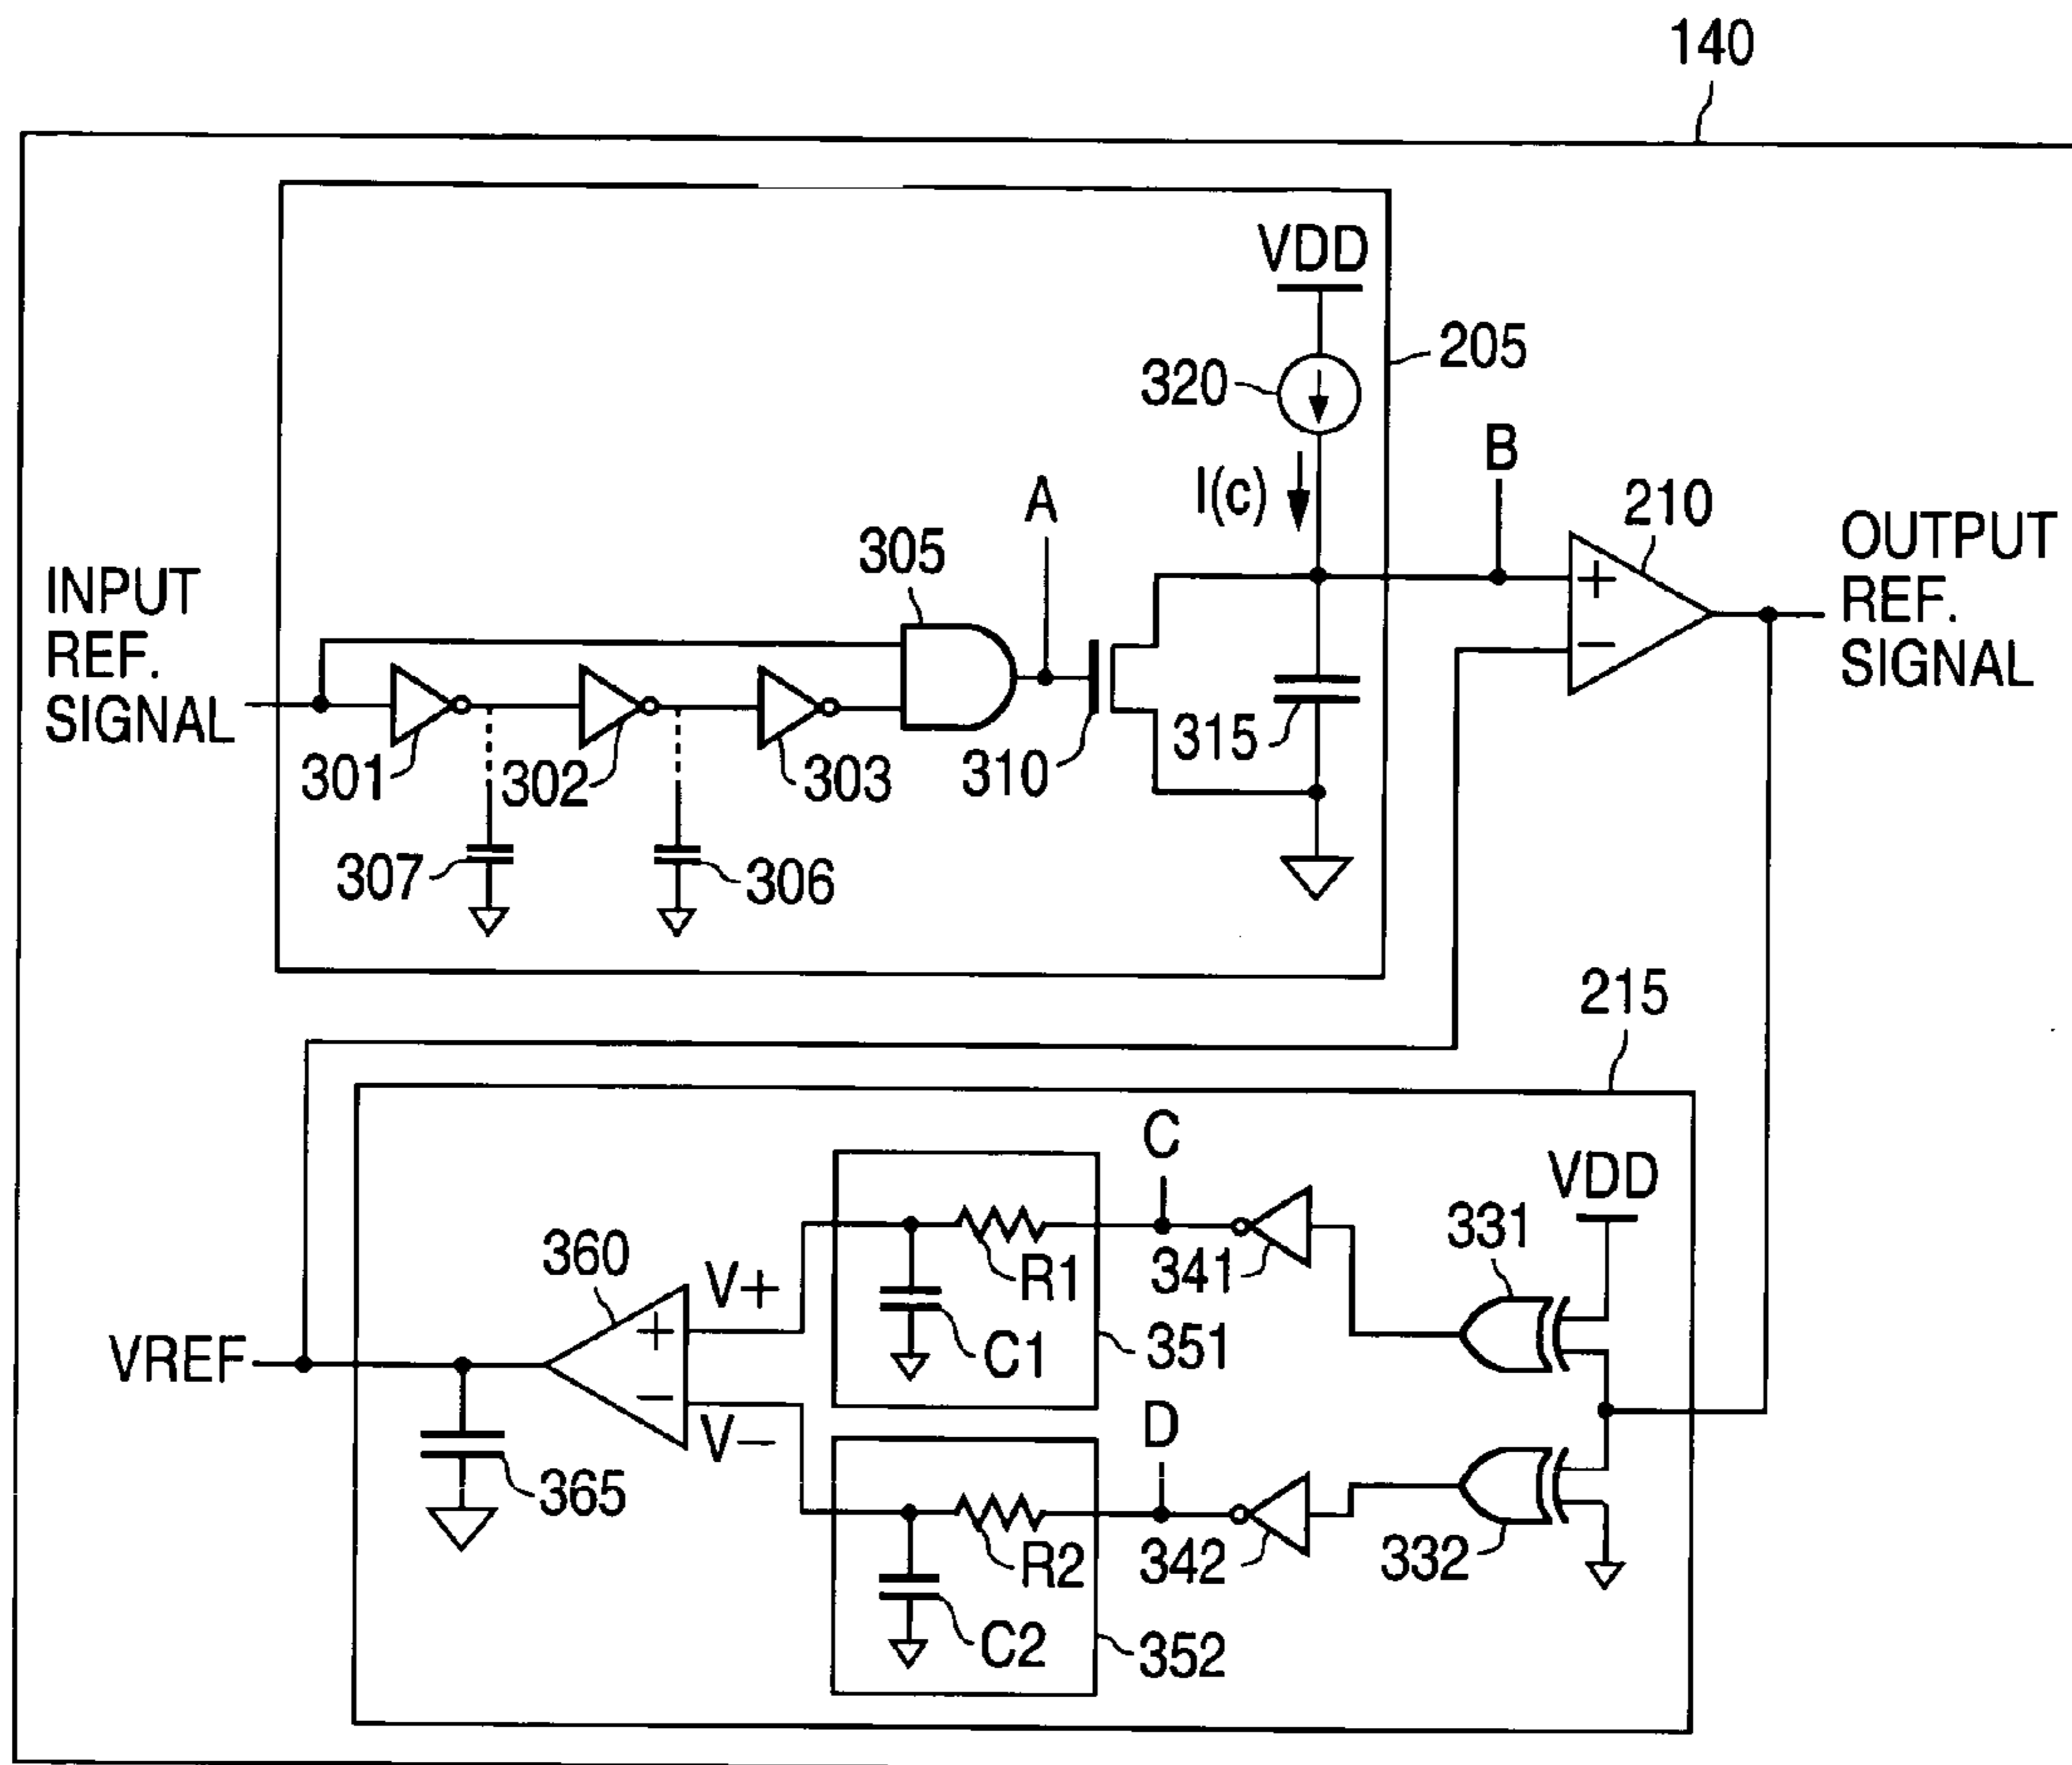 140
VDD
205
320
B
I(c)
A
210
OUTPUT
REF.
SIGNAL
305
INPUT
REF.
SIGNAL
+
−
301
302
303
310
315
307
306
215
C
VDD
331
360
V+
R1
341
+
C1
351
VREF
−
V−
D
365
R2
342
332
C2
352